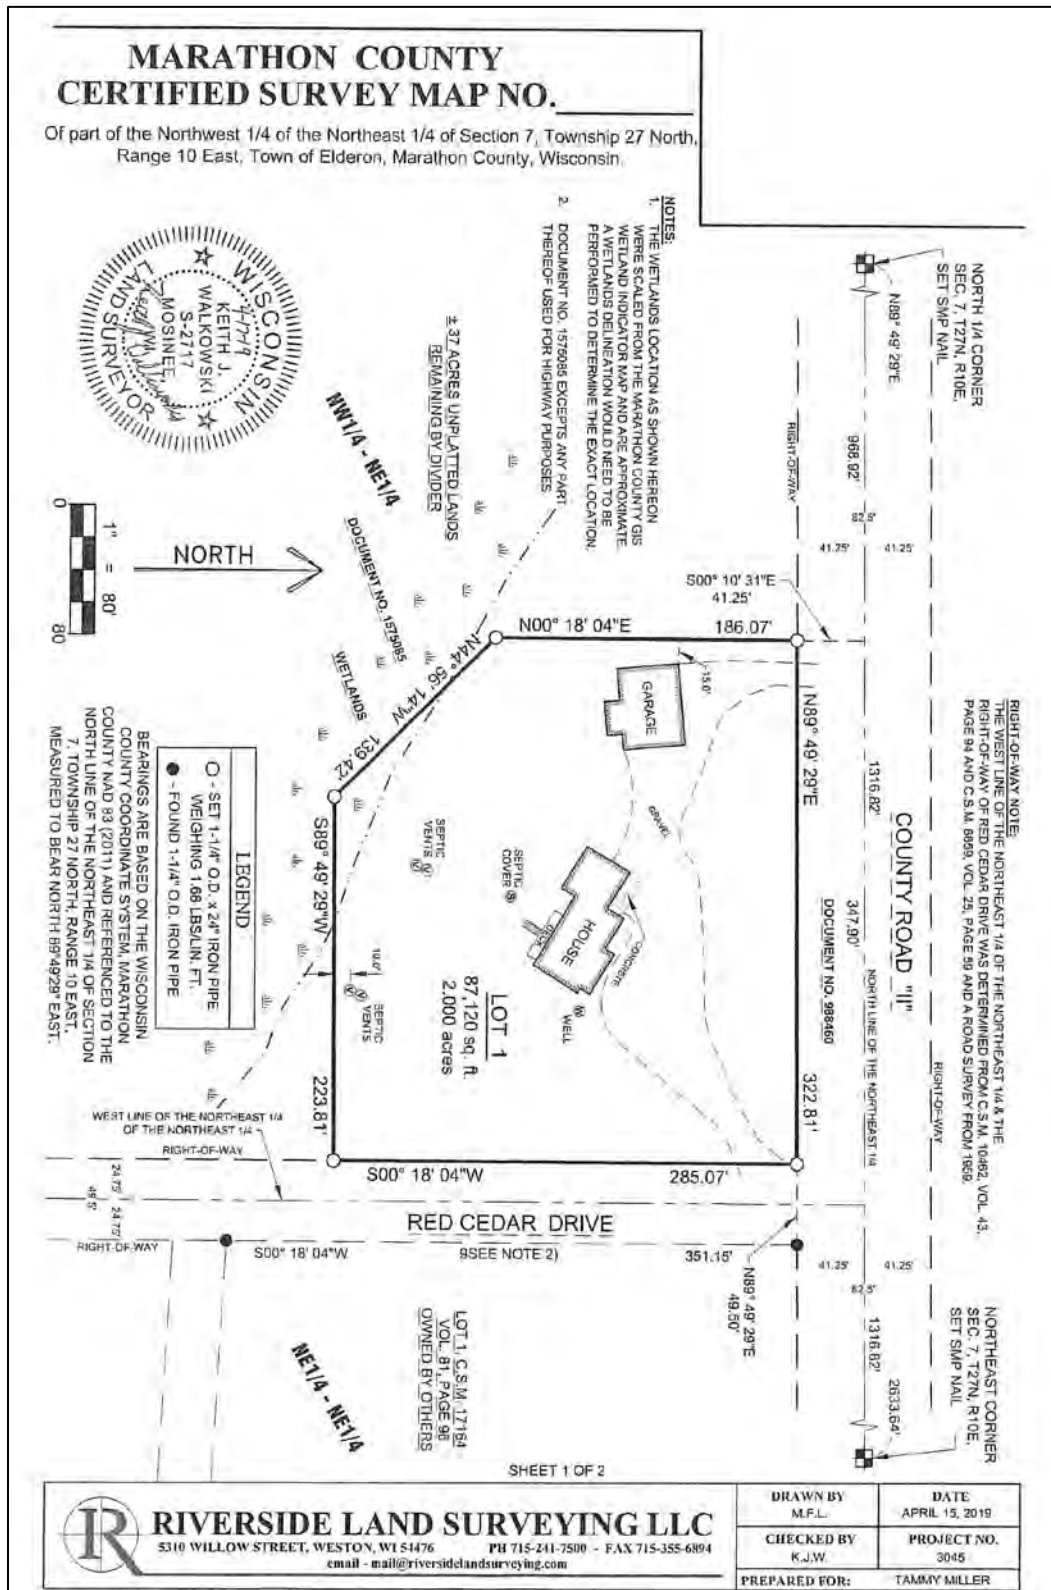 MARATHON COUNTY
CERTIFIED SURVEY MAP NO.
Of part of the Northwest 1/4 of the Northeast 1/4 of Section 7, Township 27 North,
Range 10 East, Town of Elderon, Marathon County, Wisconsin.
NOTES:
1. THE WETLANDS LOCATION AS SHOWN HEREON
WERE SCALED FROM THE MARATHON COUNTY GIS
WETLAND INDICATOR MAP AND ARE APPROXIMATE.
A WETLANDS DELINEATION WOULD NEED TO BE
PERFORMED TO DETERMINE THE EXACT LOCATION.
2. DOCUMENT NO. 1575085 EXCEPTS ANY PART
THEREOF USED FOR HIGHWAY PURPOSES.
NORTH 1/4 CORNER
SEC. 7, T27N, R10E,
SET SMP NAIL
N89° 49' 29"E
968.92'
RIGHT-OF-WAY
82.5'
41.25'
41.25'
S00° 10' 31"E
41.25'
WISCONSIN
LAND SURVEYOR
4-17-19
KEITH J.
WALKOWSKI
S-2717
MOSINEE,
± 37 ACRES UNPLATTED LANDS
REMAINING BY DIVIDER
NW1/4 - NE1/4
DOCUMENT NO. 1575085
WETLANDS
NORTH
0
1" = 80'
80
N00° 18' 04"E
186.07'
N44° 56' 14"W
139.42'
15.0'
GARAGE
N89° 49' 29"E
322.81'
GRAVEL
HOUSE
DECK
CONCRETE
SEPTIC
COVER
S
SEPTIC
VENTS
V
V
W
WELL
LOT 1
87,120 sq. ft.
2.000 acres
10.0'
V
V
SEPTIC
VENTS
S89° 49' 29"W
223.81'
S00° 18' 04"W
285.07'
RIGHT-OF-WAY NOTE:
THE WEST LINE OF THE NORTHEAST 1/4 OF THE NORTHEAST 1/4 & THE
RIGHT-OF-WAY OF RED CEDAR DRIVE WAS DETERMINED FROM C.S.M. 10462, VOL. 43,
PAGE 94 AND C.S.M. 6659, VOL. 25, PAGE 59 AND A ROAD SURVEY FROM 1959.
1316.82'
COUNTY ROAD "II"
347.90'
DOCUMENT NO. 988460
NORTH LINE OF THE NORTHEAST 1/4
RIGHT-OF-WAY
LEGEND
- SET 1-1/4" O.D. x 24" IRON PIPE
WEIGHING 1.68 LBS/LIN. FT.
- FOUND 1-1/4" O.D. IRON PIPE
BEARINGS ARE BASED ON THE WISCONSIN
COUNTY COORDINATE SYSTEM, MARATHON
COUNTY NAD 83 (2011) AND REFERENCED TO THE
NORTH LINE OF THE NORTHEAST 1/4 OF SECTION
7, TOWNSHIP 27 NORTH, RANGE 10 EAST,
MEASURED TO BEAR NORTH 89°49'29" EAST.
WEST LINE OF THE NORTHEAST 1/4
OF THE NORTHEAST 1/4
RIGHT-OF-WAY
24.75'
49.5'
24.75'
RIGHT-OF-WAY
RED CEDAR DRIVE
S00° 18' 04"W
9SEE NOTE 2)
351.15'
N89° 49' 29"E
49.50'
41.25'
41.25'
82.5'
1316.82'
2633.64'
NORTHEAST CORNER
SEC. 7, T27N, R10E,
SET SMP NAIL
NE1/4 - NE1/4
LOT 1, C.S.M. 17164
VOL. 81, PAGE 96
OWNED BY OTHERS
SHEET 1 OF 2
R
RIVERSIDE LAND SURVEYING LLC
5310 WILLOW STREET, WESTON, WI 54476 PH 715-241-7500 - FAX 715-355-6894
email - mail@riversidelandsurveying.com
DRAWN BY
M.F.L.
DATE
APRIL 15, 2019
CHECKED BY
K.J.W.
PROJECT NO.
3045
PREPARED FOR:
TAMMY MILLER